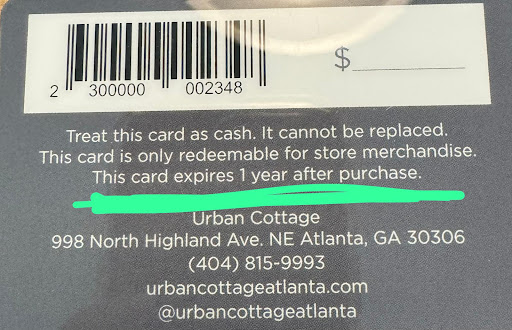 $
2 300000 002348
Treat this card as cash. It cannot be replaced.
This card is only redeemable for store merchandise.
This card expires 1 year after purchase.
Urban Cottage
998 North Highland Ave. NE Atlanta, GA 30306
(404) 815-9993
urbancottageatlanta.com
@urbancottageatlanta